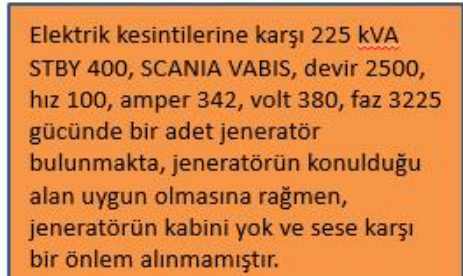 Elektrik kesintilerine karşı 225 kVA
STBY 400, SCANIA VABIS, devir 2500,
hız 100, amper 342, volt 380, faz 3225
gücünde bir adet jeneratör
bulunmakta, jeneratörün konulduğu
alan uygun olmasına rağmen,
jeneratörün kabini yok ve sese karşı
bir önlem alınmamıştır.